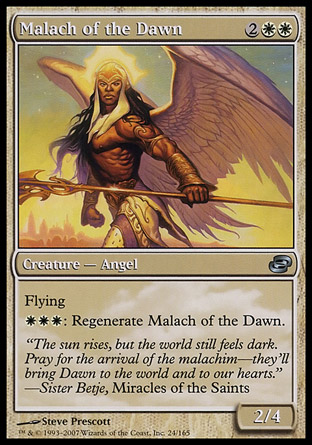 Malach of the Dawn 2
Creature — Angel
Flying
: Regenerate Malach of the Dawn.
"The sun rises, but the world still feels dark.
Pray for the arrival of the malachim—they'll
bring Dawn to the world and to our hearts."
—Sister Betje, Miracles of the Saints
Steve Prescott
™ & © 1993-2007 Wizards of the Coast, Inc. 24/165
2/4